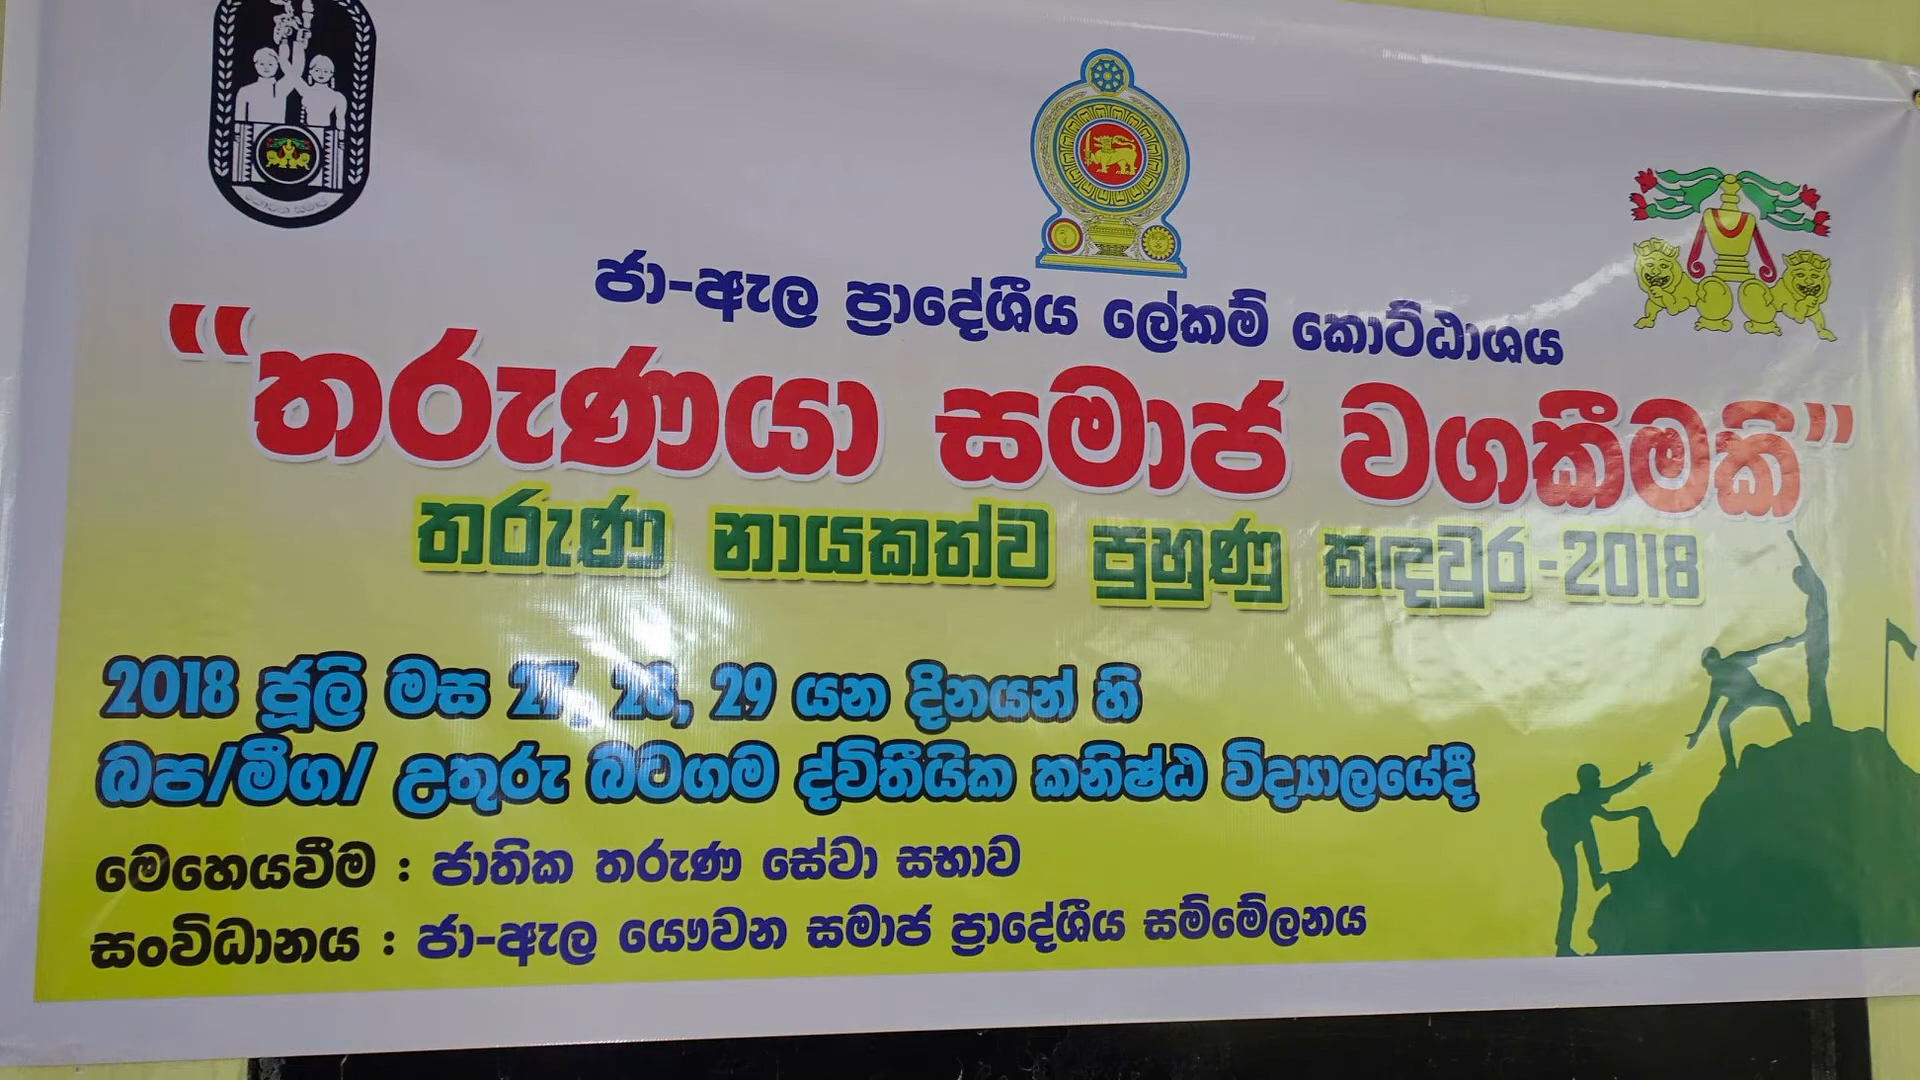 ජා-ඇල ප්‍රාදේශීය ලේකම් කොට්ඨාශය
"තරුණයා සමාජ වගකීමකි"
තරුණ නායකත්ව පුහුණු කඳවුර-2018
2018 ජූලි මස 27, 28, 29 යන දිනයන් හි
බප/මීග/ උතුරු බටගම ද්විතීයික කනිෂ්ඨ විද්‍යාලයේදී
මෙහෙයවීම : ජාතික තරුණ සේවා සභාව
සංවිධානය : ජා-ඇල යෞවන සමාජ ප්‍රාදේශීය සම්මේලනය